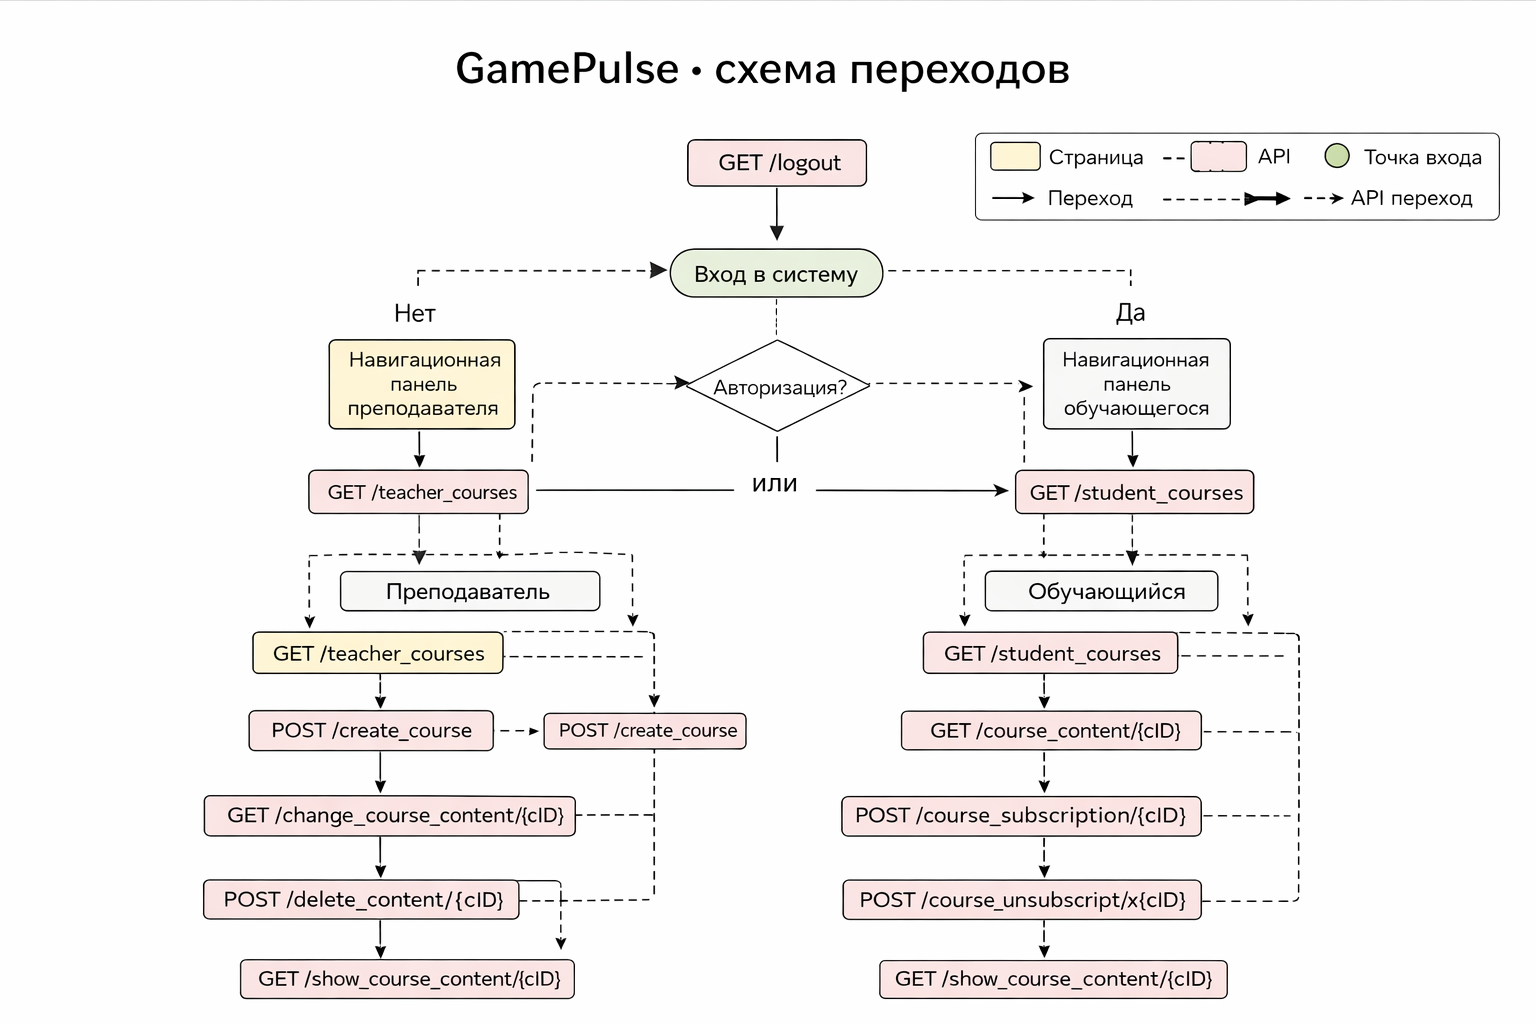 GamePulse • схема переходов
GET /logout
Страница
API
Точка входа
Переход
API переход
Вход в систему
Нет
Да
Навигационная
панель
преподавателя
Авторизация?
Навигационная
панель
обучающегося
GET /teacher_courses
или
GET /student_courses
Преподаватель
Обучающийся
GET /teacher_courses
GET /student_courses
POST /create_course
POST /create_course
GET /course_content/{cID}
GET /change_course_content/{cID}
POST /course_subscription/{cID}
POST /delete_content/{cID}
POST /course_unsubscript/x{cID}
GET /show_course_content/{cID}
GET /show_course_content/{cID}